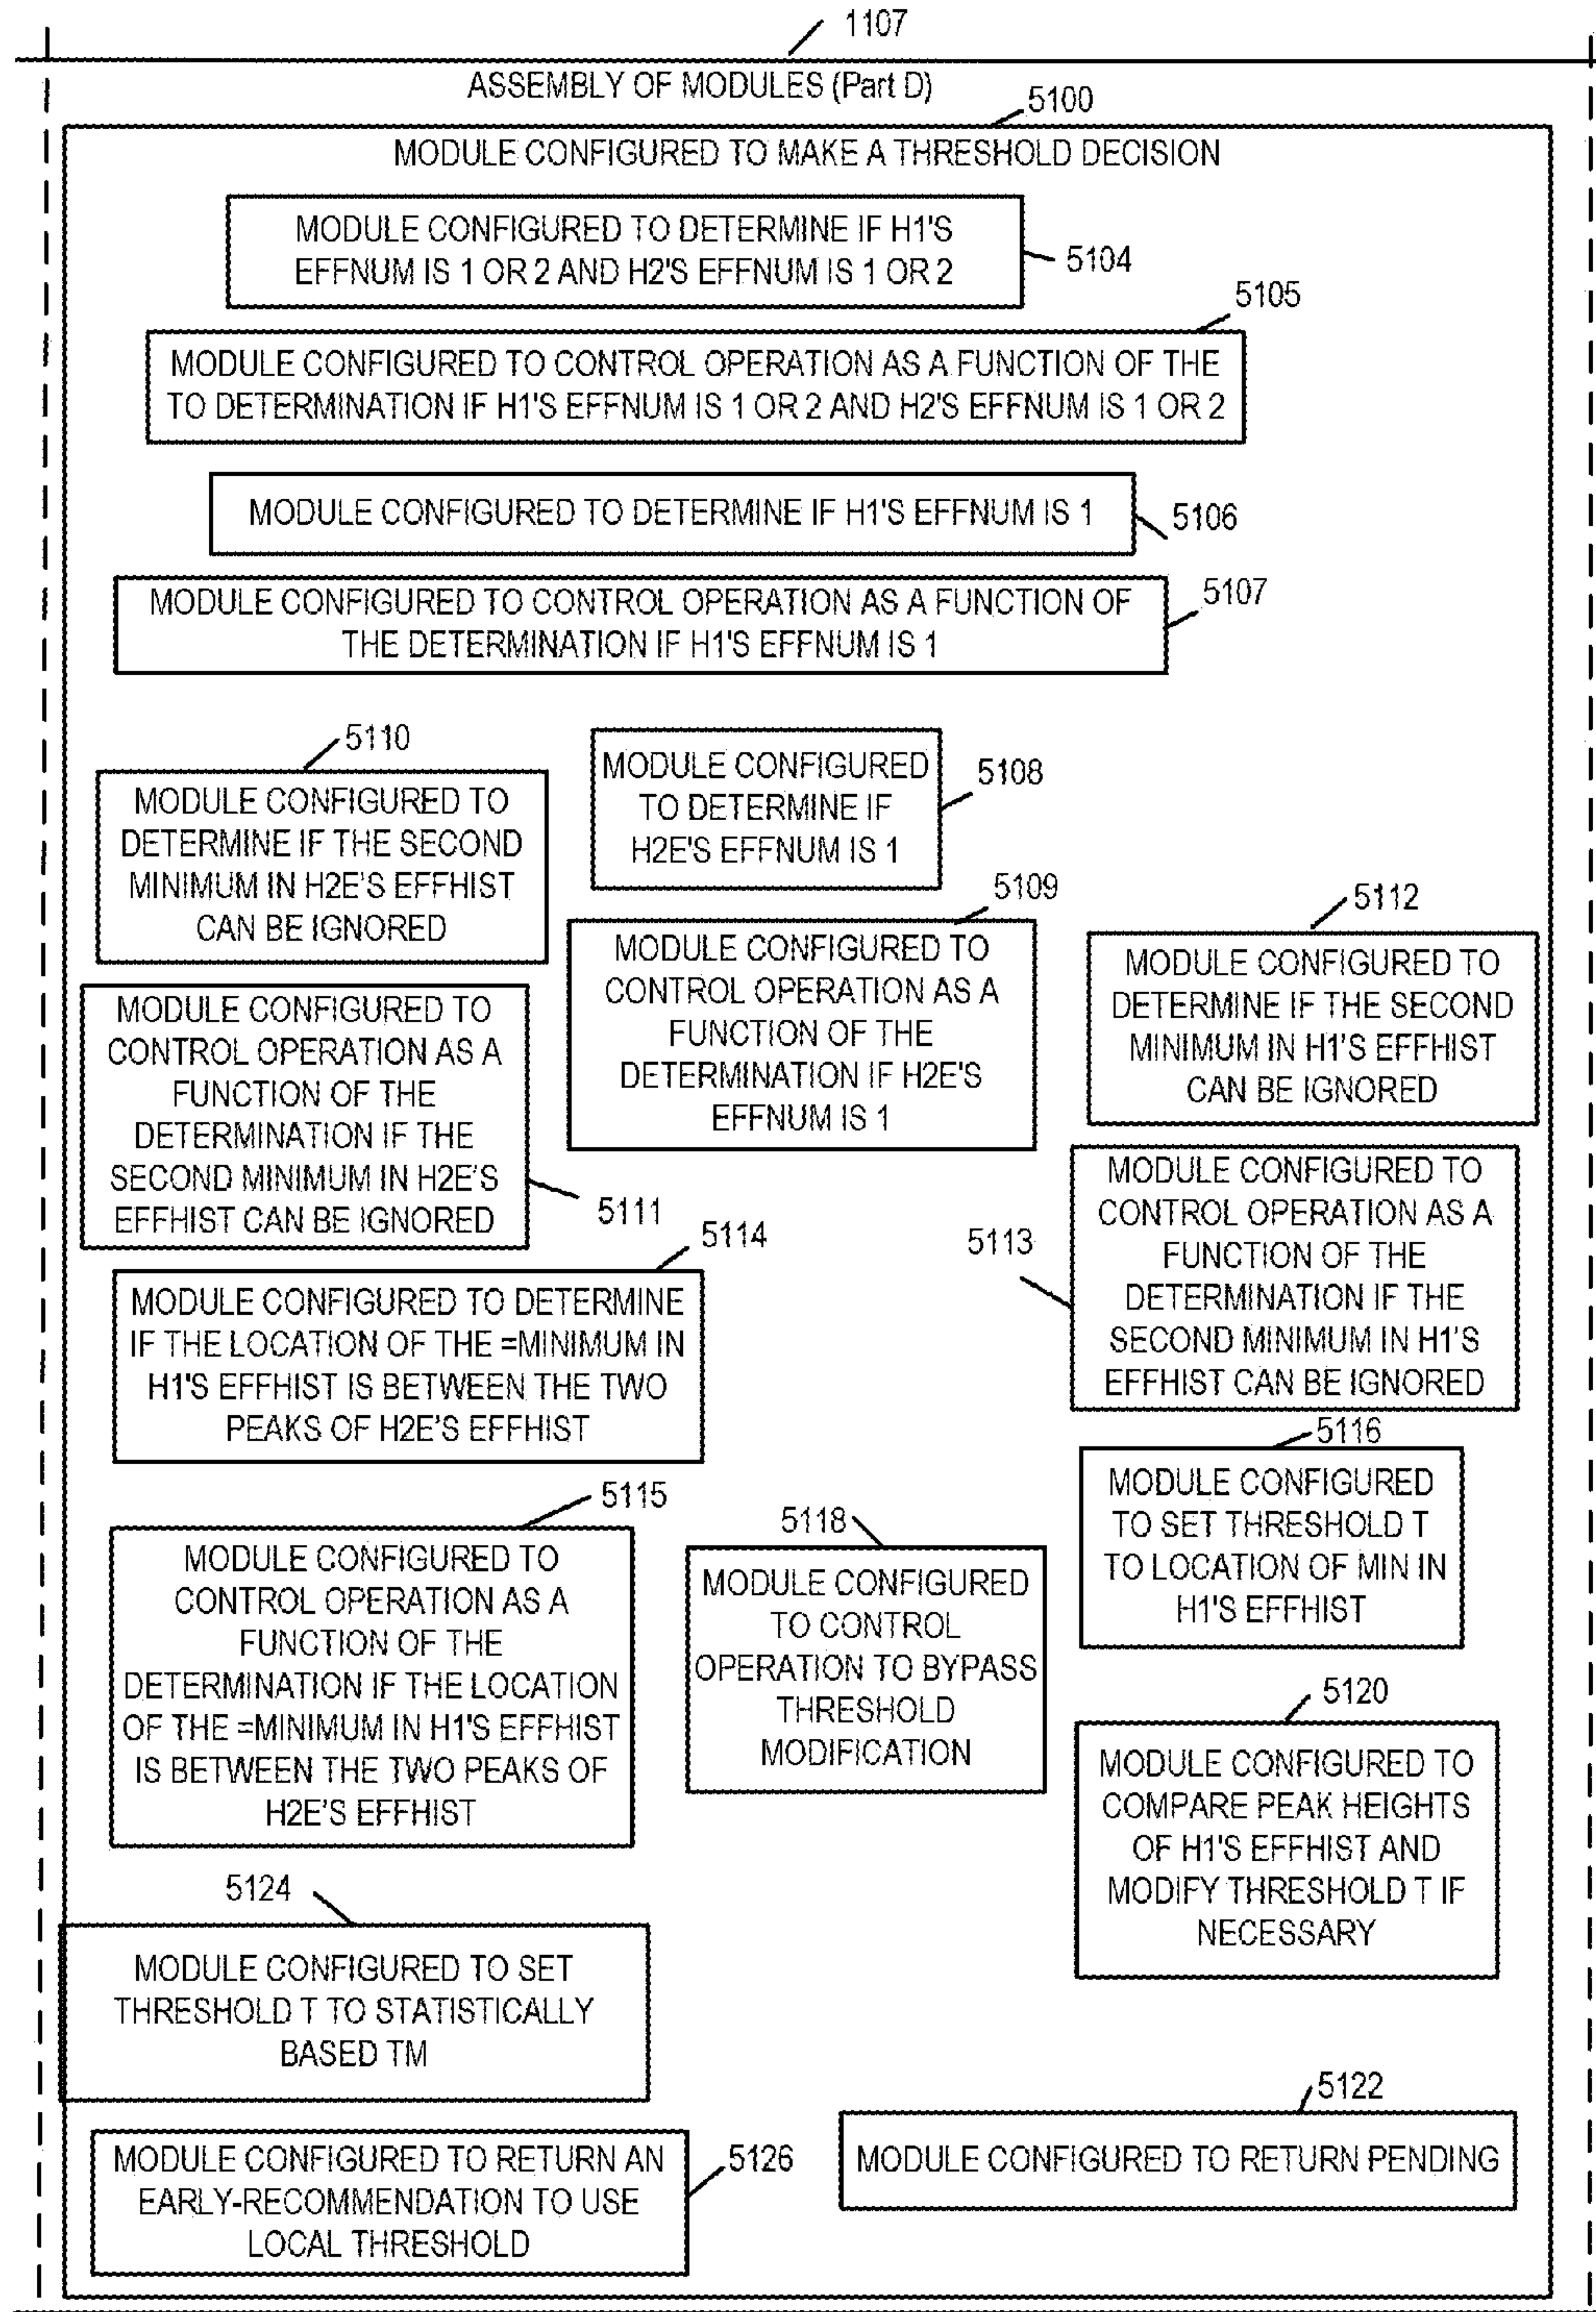 1107
ASSEMBLY OF MODULES (Part D)
5100
MODULE CONFIGURED TO MAKE A THRESHOLD DECISION
MODULE CONFIGURED TO DETERMINE IF H1'S
EFFNUM IS 1 OR 2 AND H2'S EFFNUM IS 1 OR 2
5104
5105
MODULE CONFIGURED TO CONTROL OPERATION AS A FUNCTION OF THE
TO DETERMINATION IF H1'S EFFNUM IS 1 OR 2 AND H2'S EFFNUM IS 1 OR 2
MODULE CONFIGURED TO DETERMINE IF H1'S EFFNUM IS 1
5106
MODULE CONFIGURED TO CONTROL OPERATION AS A FUNCTION OF
THE DETERMINATION IF H1'S EFFNUM IS 1
5107
5110
MODULE CONFIGURED TO
DETERMINE IF THE SECOND
MINIMUM IN H2E'S EFFHIST
CAN BE IGNORED
MODULE CONFIGURED
TO DETERMINE IF
H2E'S EFFNUM IS 1
5108
5109
MODULE CONFIGURED TO
CONTROL OPERATION AS A
FUNCTION OF THE
DETERMINATION IF H2E'S
EFFNUM IS 1
5112
MODULE CONFIGURED TO
DETERMINE IF THE SECOND
MINIMUM IN H1'S EFFHIST
CAN BE IGNORED
MODULE CONFIGURED TO
CONTROL OPERATION AS A
FUNCTION OF THE
DETERMINATION IF THE
SECOND MINIMUM IN H2E'S
EFFHIST CAN BE IGNORED
5111
5113
MODULE CONFIGURED TO
CONTROL OPERATION AS A
FUNCTION OF THE
DETERMINATION IF THE
SECOND MINIMUM IN H1'S
EFFHIST CAN BE IGNORED
5114
MODULE CONFIGURED TO DETERMINE
IF THE LOCATION OF THE =MINIMUM IN
H1'S EFFHIST IS BETWEEN THE TWO
PEAKS OF H2E'S EFFHIST
5116
MODULE CONFIGURED
TO SET THRESHOLD T
TO LOCATION OF MIN IN
H1'S EFFHIST
5115
MODULE CONFIGURED TO
CONTROL OPERATION AS A
FUNCTION OF THE
DETERMINATION IF THE LOCATION
OF THE =MINIMUM IN H1'S EFFHIST
IS BETWEEN THE TWO PEAKS OF
H2E'S EFFHIST
5118
MODULE CONFIGURED
TO CONTROL
OPERATION TO BYPASS
THRESHOLD
MODIFICATION
5120
MODULE CONFIGURED TO
COMPARE PEAK HEIGHTS
OF H1'S EFFHIST AND
MODIFY THRESHOLD T IF
NECESSARY
5124
MODULE CONFIGURED TO SET
THRESHOLD T TO STATISTICALLY
BASED TM
5122
MODULE CONFIGURED TO RETURN PENDING
MODULE CONFIGURED TO RETURN AN
EARLY-RECOMMENDATION TO USE
LOCAL THRESHOLD
5126